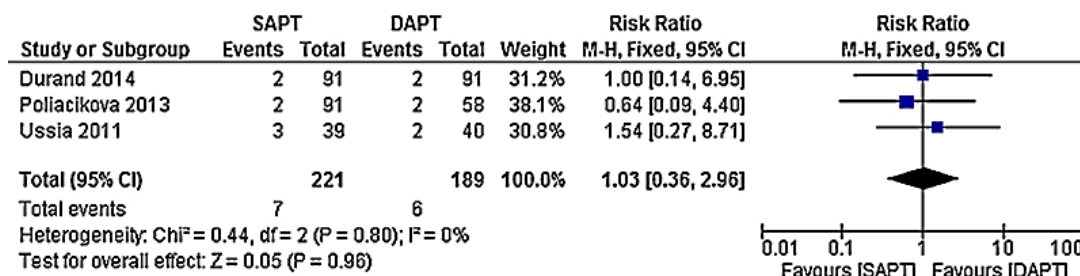 SAPT DAPT Risk Ratio Risk Ratio
Study or Subgroup Events Total Events Total Weight M-H, Fixed, 95% CI M-H, Fixed, 95% CI
Durand 2014 2 91 2 91 31.2% 1.00 [0.14, 6.95]
Poliacikova 2013 2 91 2 58 38.1% 0.64 [0.09, 4.40]
Ussia 2011 3 39 2 40 30.8% 1.54 [0.27, 8.71]
Total (95% CI) 221 189 100.0% 1.03 [0.36, 2.96]
Total events 7 6
Heterogeneity: Chi² = 0.44, df = 2 (P = 0.80); I² = 0%
Test for overall effect: Z = 0.05 (P = 0.96)
0.01 0.1 1 10 100
Favours [SAPT] Favours [DAPT]